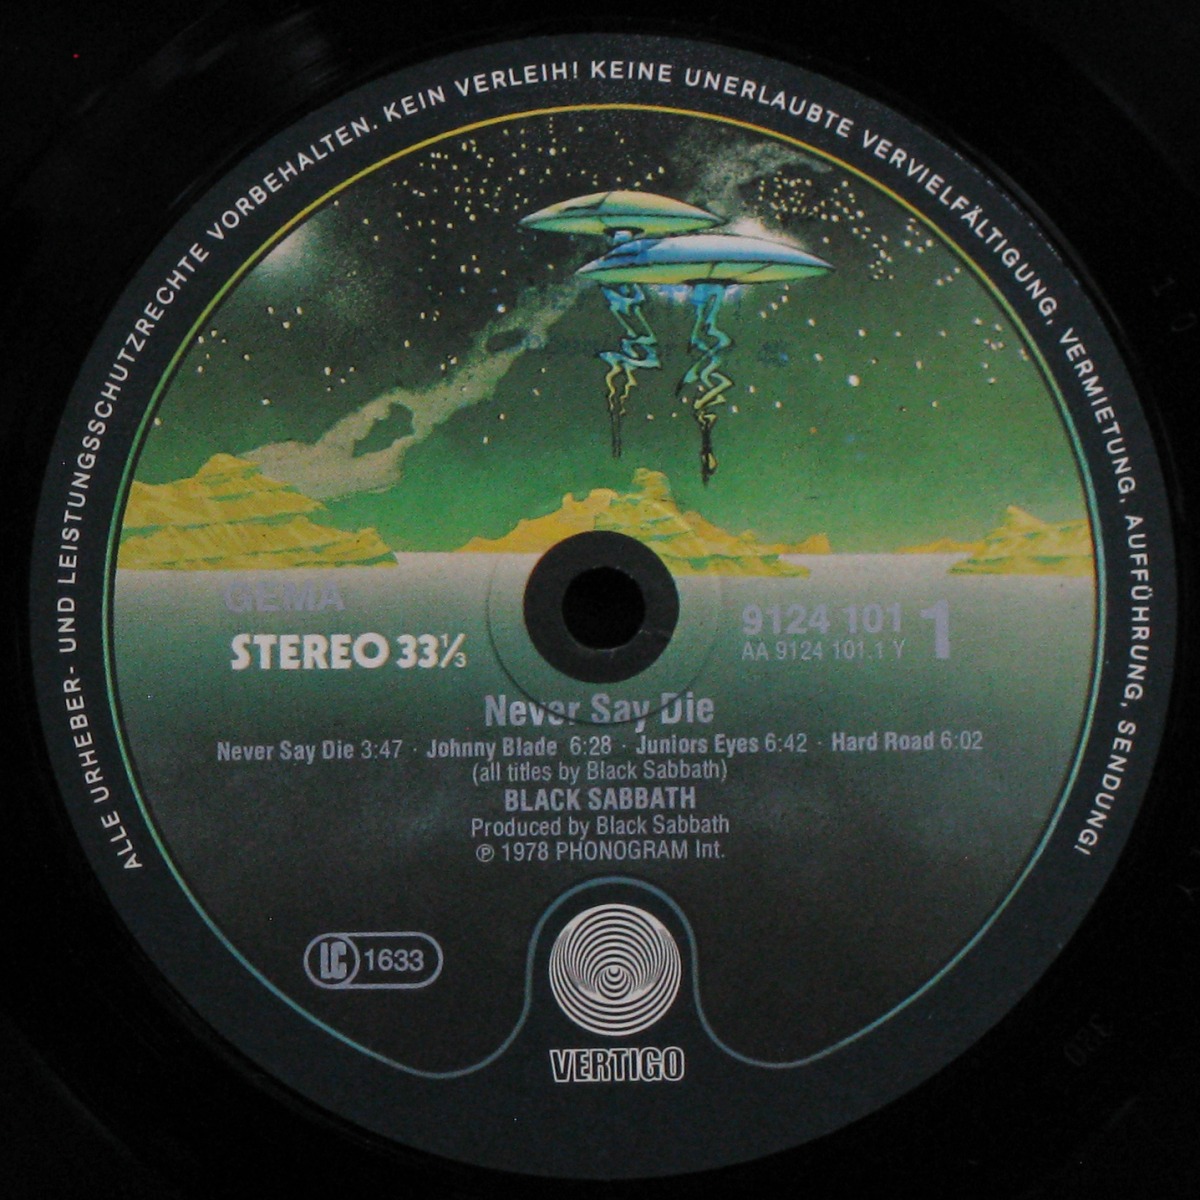 ALLE URHEBER- UND LEISTUNGSSCHUTZRECHTE VORBEHALTEN. KEIN VERLEIH! KEINE UNERLAUBTE VERVIELFÄLTIGUNG, VERMIETUNG, AUFFÜHRUNG, SENDUNG!
GEMA
STEREO 33⅓
9124 101 1
AA 9124 101.1 Y
Never Say Die
Never Say Die 3:47 · Johnny Blade 6:28 · Juniors Eyes 6:42 · Hard Road 6:02
(all titles by Black Sabbath)
BLACK SABBATH
Produced by Black Sabbath
℗ 1978 PHONOGRAM Int.
LC 1633
VERTIGO